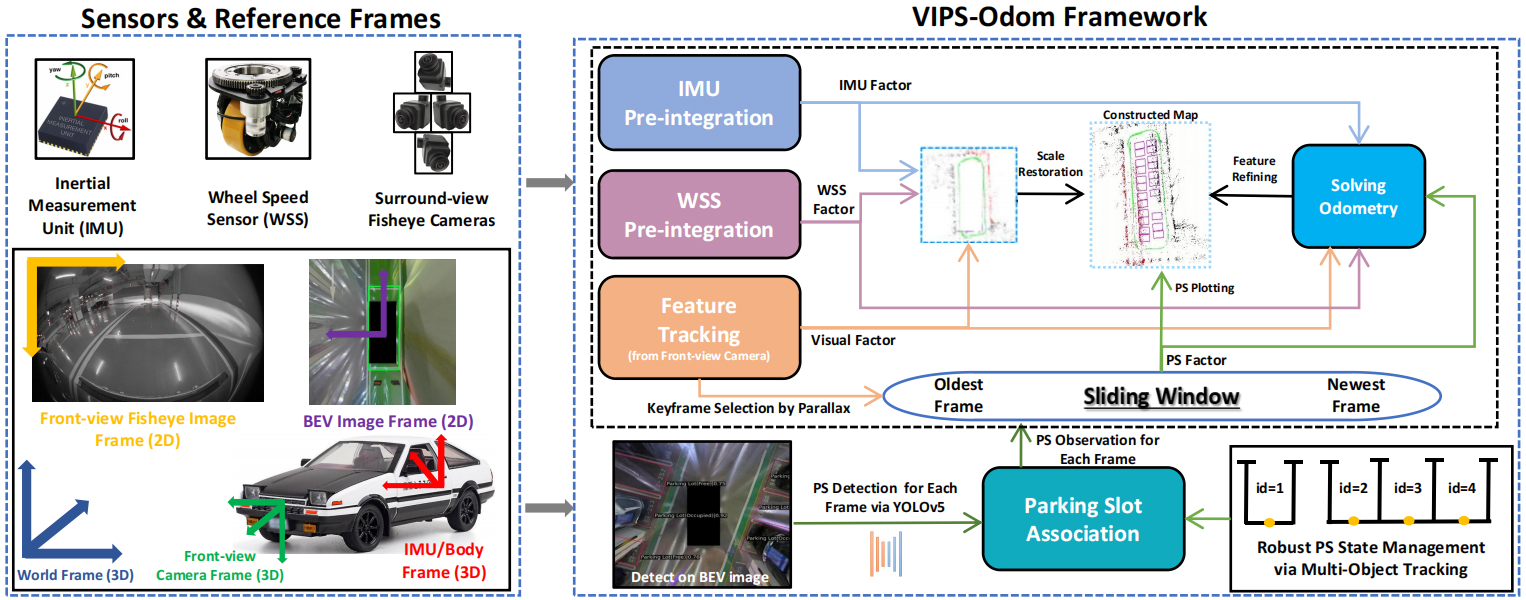 Sensors & Reference Frames
VIPS-Odom Framework
yaw
pitch
roll
INERTIAL
MEASUREMENT
UNIT
Inertial
Measurement
Unit (IMU)
Wheel Speed
Sensor (WSS)
Surround-view
Fisheye Cameras
Front-view Fisheye Image
Frame (2D)
BEV Image Frame (2D)
World Frame (3D)
Front-view
Camera Frame (3D)
IMU/Body
Frame (3D)
IMU
Pre-integration
IMU Factor
WSS
Pre-integration
WSS
Factor
Feature
Tracking
(from Front-view Camera)
Visual Factor
Scale
Restoration
Constructed Map
Feature
Refining
Solving
Odometry
PS Plotting
PS Factor
Keyframe Selection by Parallax
Oldest
Frame
Sliding Window
Newest
Frame
PS Observation for
Each Frame
Detect on BEV image
PS Detection for Each
Frame via YOLOv5
Parking Slot
Association
id=1
id=2
id=3
id=4
Robust PS State Management
via Multi-Object Tracking